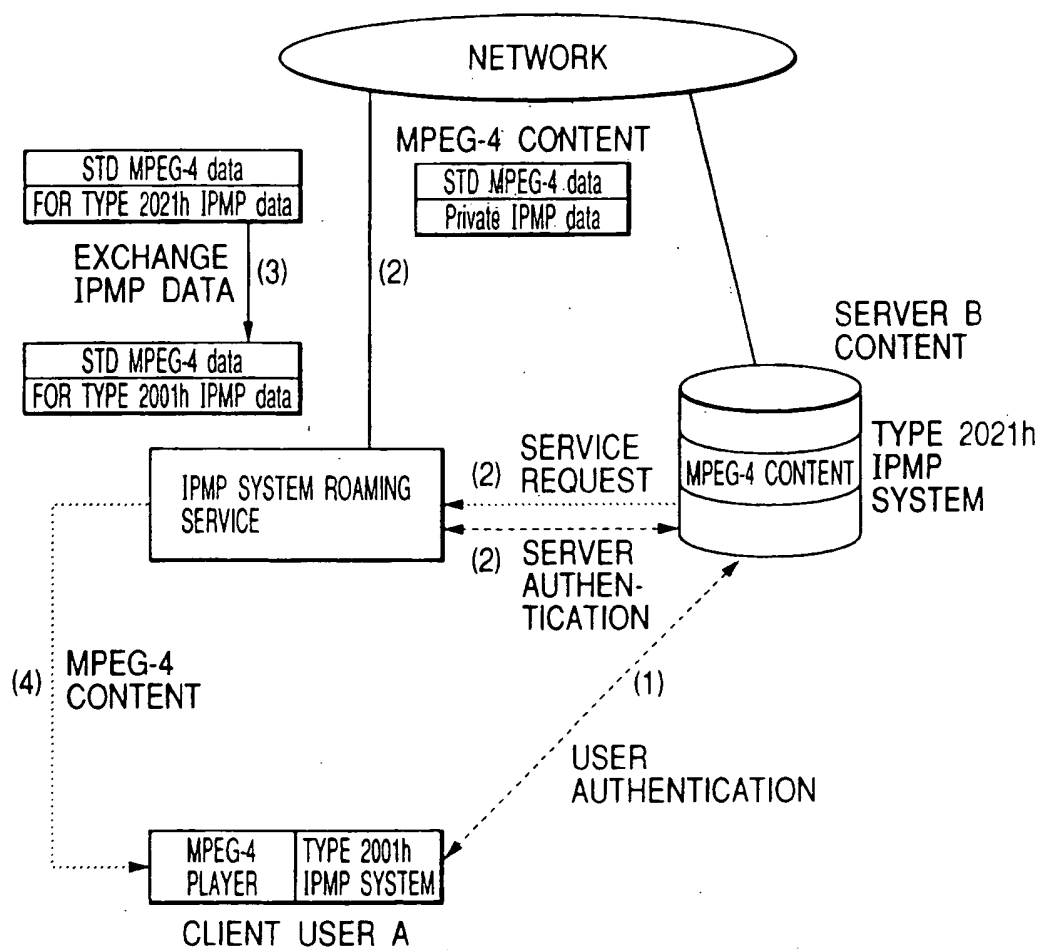 NETWORK
MPEG-4 CONTENT
STD MPEG-4 data
Private IPMP data
STD MPEG-4 data
FOR TYPE 2021h IPMP data
EXCHANGE
IPMP DATA
(3)
(2)
STD MPEG-4 data
FOR TYPE 2001h IPMP data
SERVER B
CONTENT
MPEG-4 CONTENT
TYPE 2021h
IPMP
SYSTEM
IPMP SYSTEM ROAMING
SERVICE
(2)
SERVICE
REQUEST
(2)
SERVER
AUTHEN-
TICATION
(4)
MPEG-4
CONTENT
(1)
USER
AUTHENTICATION
MPEG-4
PLAYER
TYPE 2001h
IPMP SYSTEM
CLIENT USER A